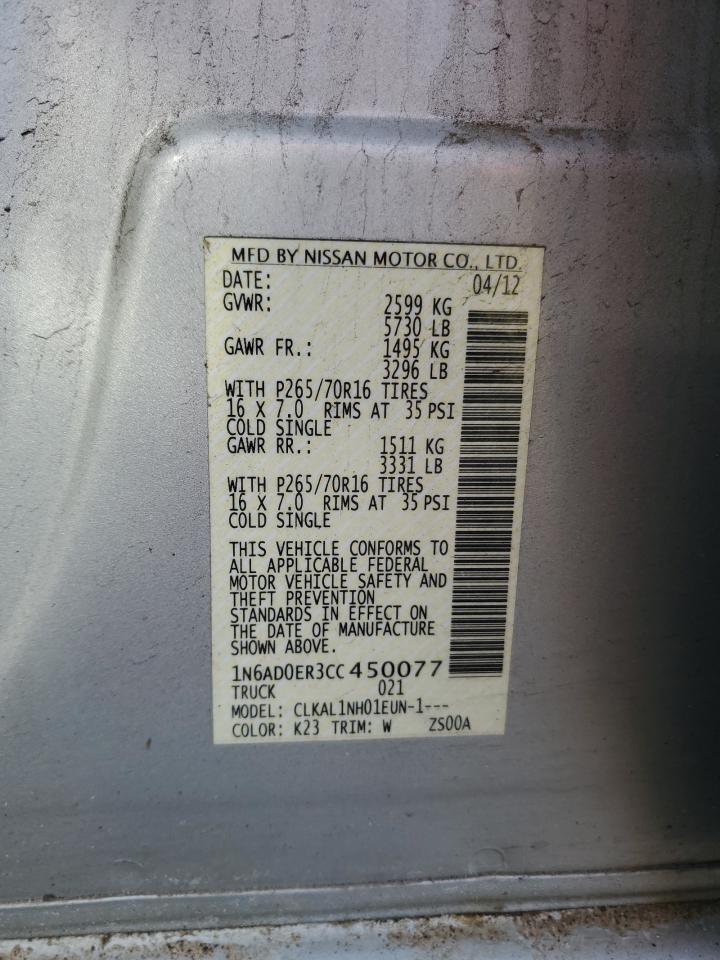 MFD BY NISSAN MOTOR CO., LTD.
DATE: 04/12
GVWR: 2599 KG
5730 LB
GAWR FR.: 1495 KG
3296 LB
WITH P265/70R16 TIRES
16 X 7.0 RIMS AT 35 PSI
COLD SINGLE
GAWR RR.: 1511 KG
3331 LB
WITH P265/70R16 TIRES
16 X 7.0 RIMS AT 35 PSI
COLD SINGLE
THIS VEHICLE CONFORMS TO
ALL APPLICABLE FEDERAL
MOTOR VEHICLE SAFETY AND
THEFT PREVENTION
STANDARDS IN EFFECT ON
THE DATE OF MANUFACTURE
SHOWN ABOVE.
1N6AD0ER3CC450077
TRUCK 021
MODEL: CLKAL1NH01EUN-1---
COLOR: K23 TRIM: W ZS00A